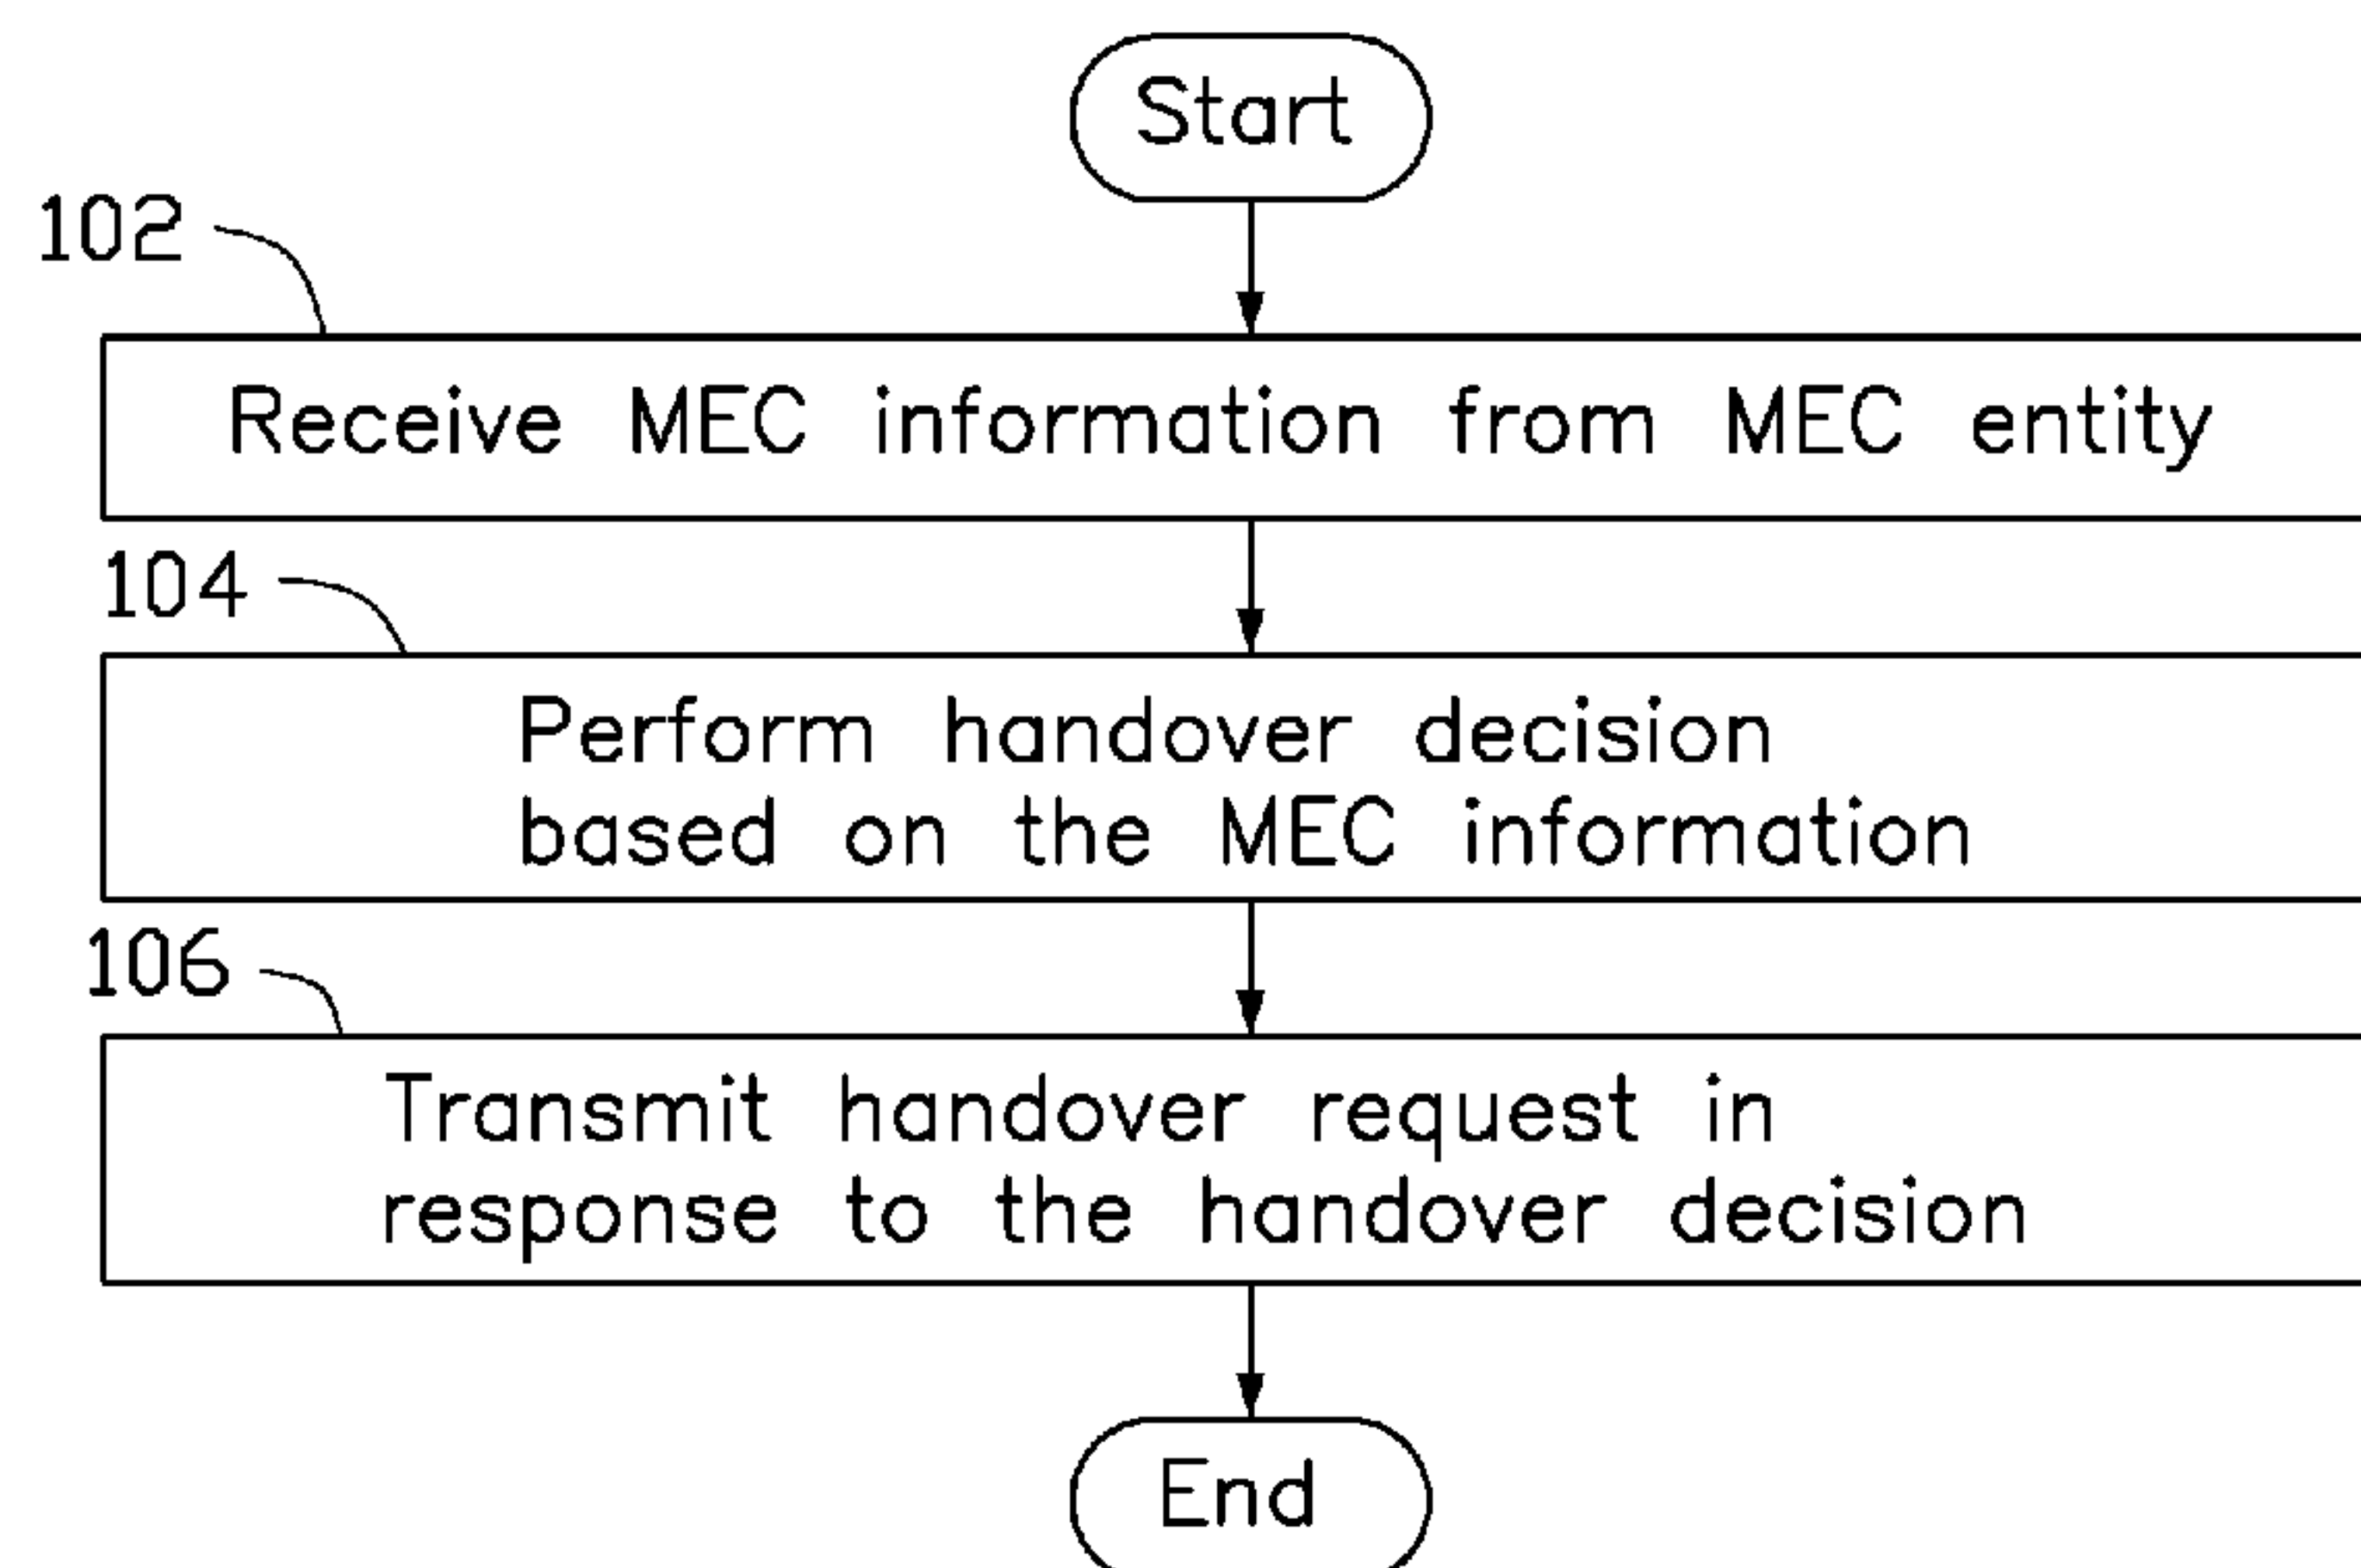 Start
102
Receive MEC information from MEC entity
104
Perform handover decision
based on the MEC information
106
Transmit handover request in
response to the handover decision
End